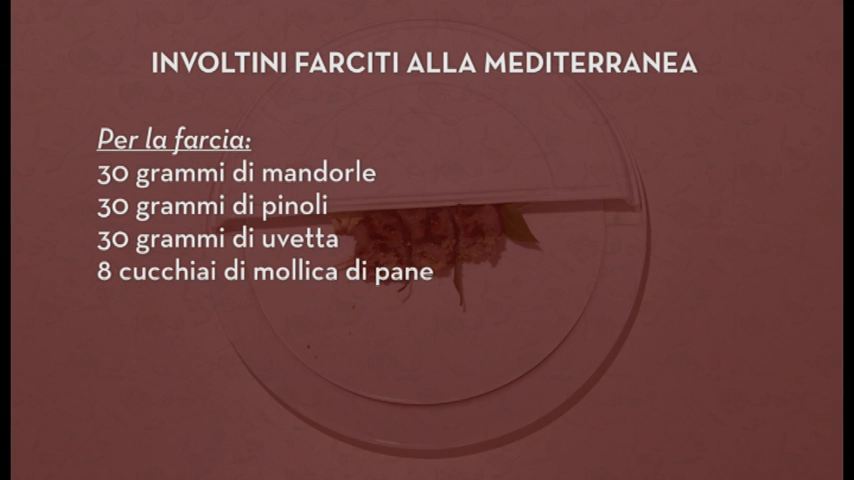 INVOLTINI FARCITI ALLA MEDITERRANEA
Per la farcia:
30 grammi di mandorle
30 grammi di pinoli
30 grammi di uvetta
8 cucchiai di mollica di pane